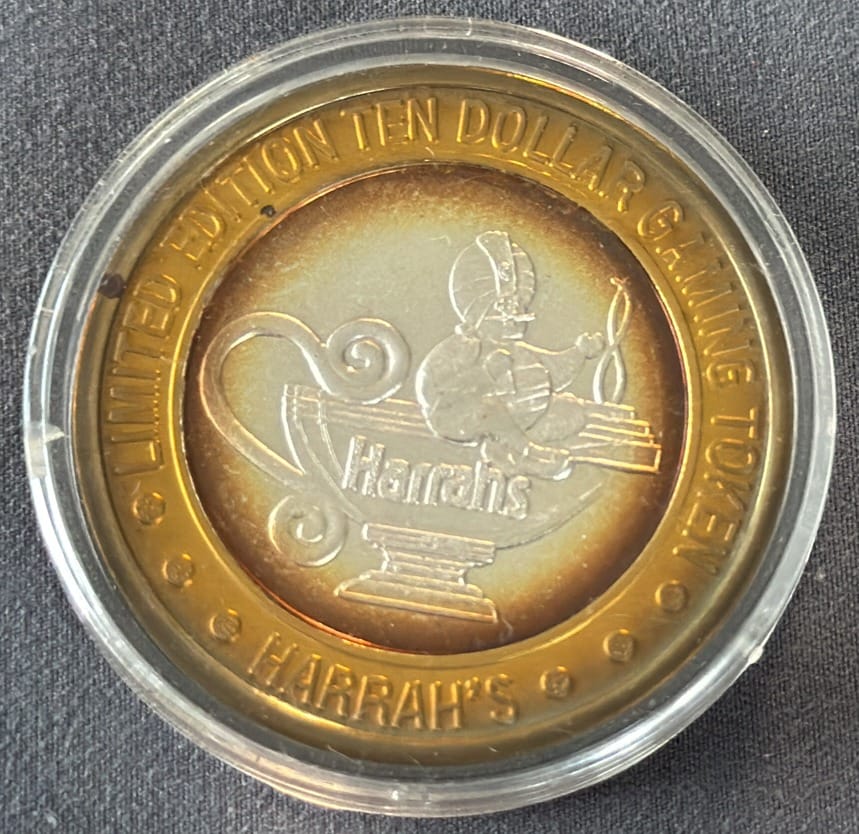 LIMITED EDITION TEN DOLLAR GAMING TOKEN
Harrahs
HARRAH'S